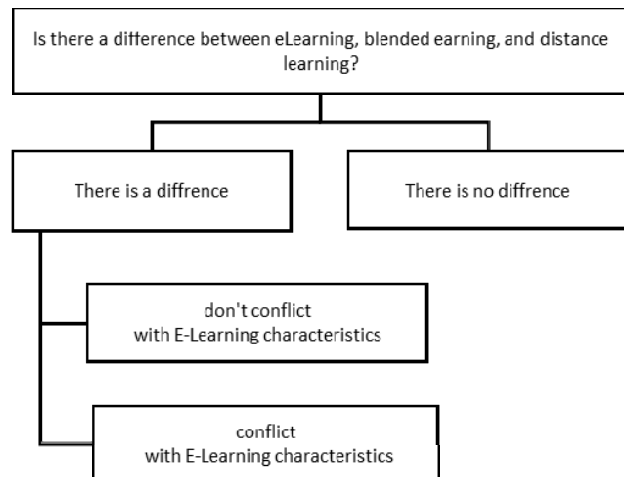 Is there a difference between eLearning, blended earning, and distance
learning?
There is a diffrence
There is no diffrence
don't conflict
with E-Learning characteristics
conflict
with E-Learning characteristics